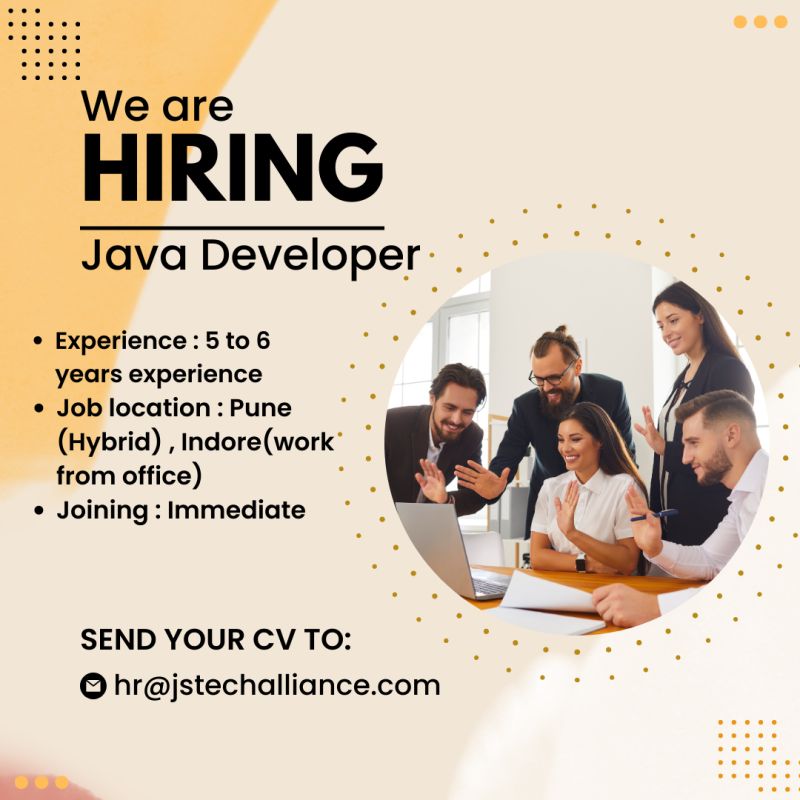 We are
HIRING
Java Developer
• Experience : 5 to 6
years experience
• Job location : Pune
(Hybrid) , Indore(work
from office)
• Joining : Immediate
SEND YOUR CV TO:
hr@jstechalliance.com